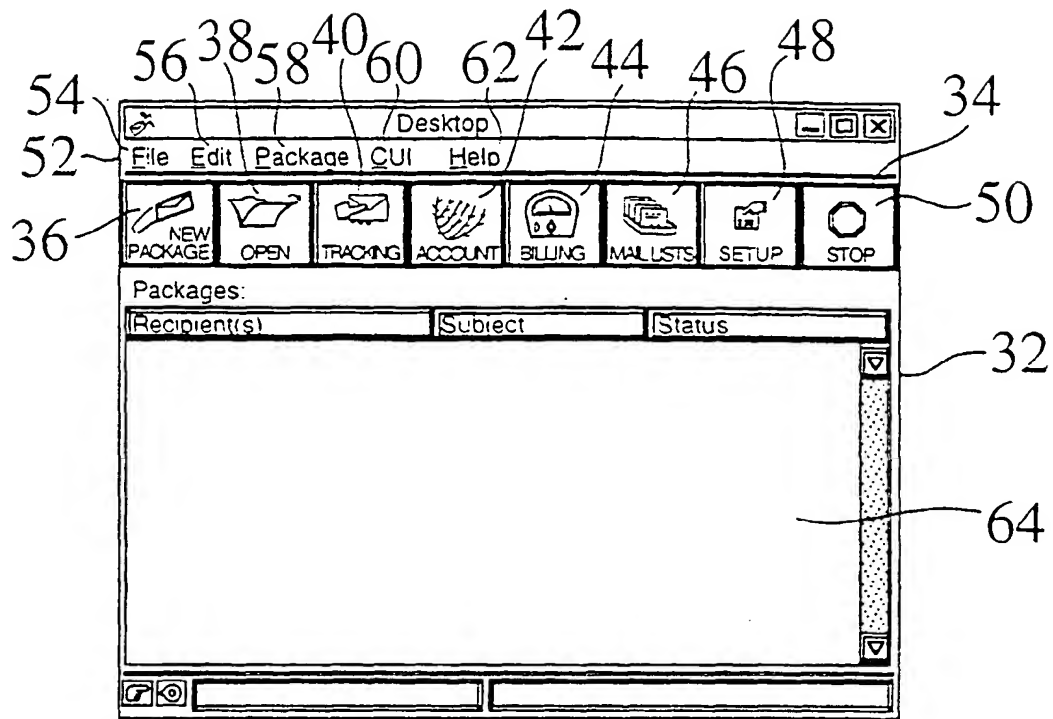 40 42
56 38 58 60 62 44 46 48
54 34
Desktop
52 File Edit Package CUI Help
50
36 NEW
PACKAGE OPEN TRACKING ACCOUNT BILLING MAIL LISTS SETUP STOP
Packages:
Recipient(s) Subject Status
32
64